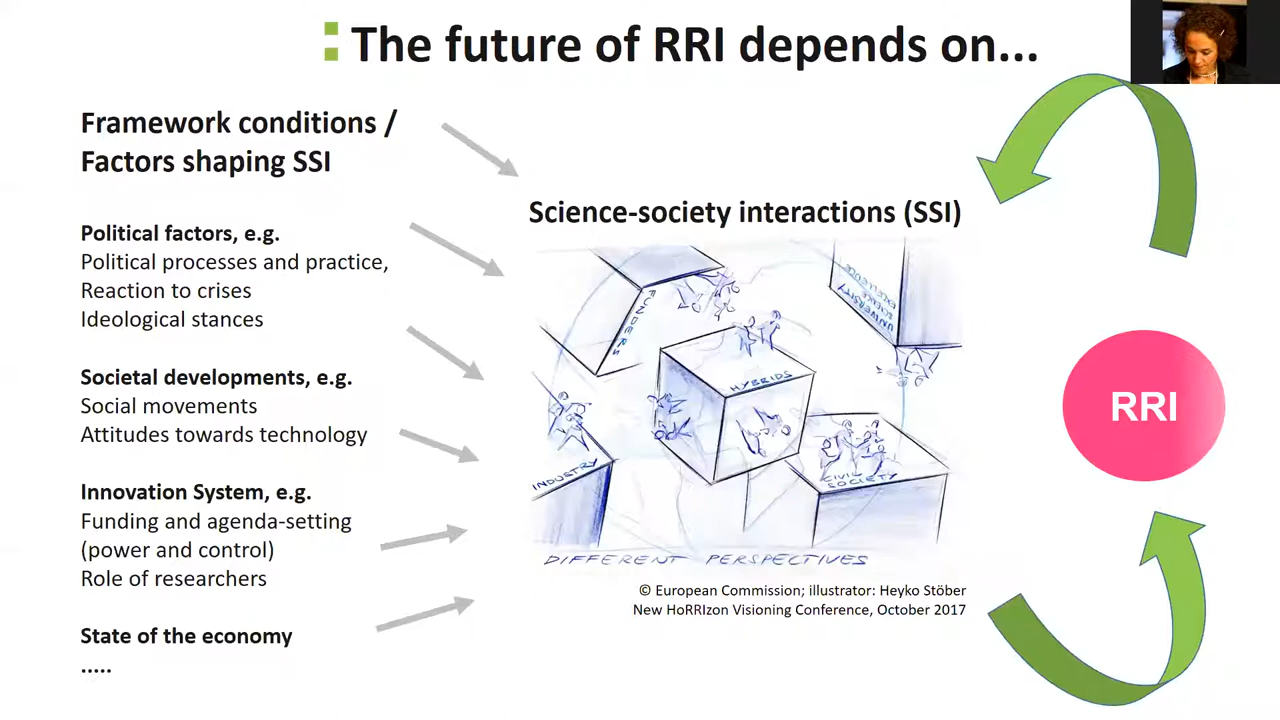 The future of RRI depends on...
Framework conditions /
Factors shaping SSI
Political factors, e.g.
Political processes and practice,
Reaction to crises
Ideological stances
Societal developments, e.g.
Social movements
Attitudes towards technology
Innovation System, e.g.
Funding and agenda-setting
(power and control)
Role of researchers
State of the economy
.....
Science-society interactions (SSI)
FUNDERS
EXCELLENCE
SCIENCE
UNIVERSITY
HYBRIDS
INDUSTRY
CIVIL
SOCIETY
DIFFERENT PERSPECTIVES
© European Commission; illustrator: Heyko Stöber
New HoRRIzon Visioning Conference, October 2017
RRI